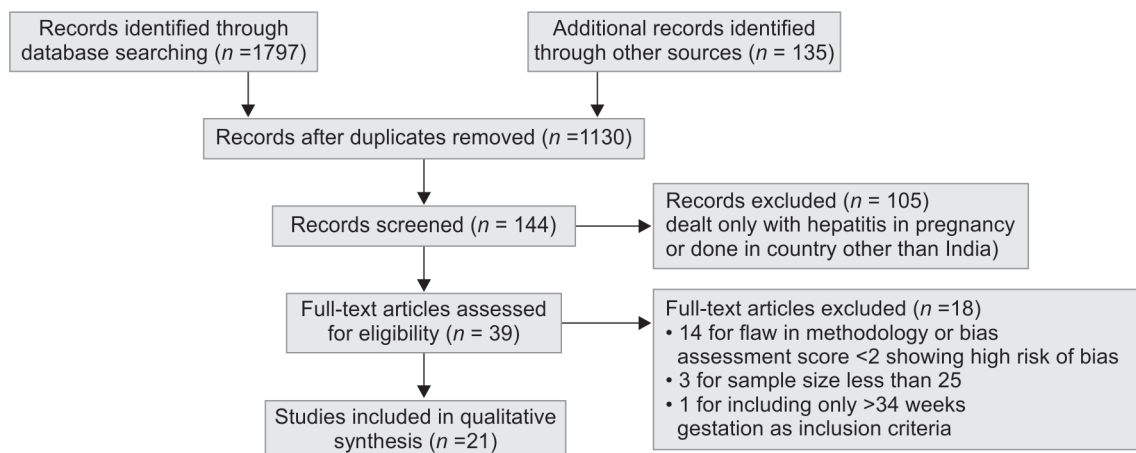 Records identified through
database searching (n =1797)
Additional records identified
through other sources (n = 135)
Records after duplicates removed (n =1130)
Records screened (n = 144)
Records excluded (n = 105)
dealt only with hepatitis in pregnancy
or done in country other than India)
Full-text articles assessed
for eligibility (n = 39)
Full-text articles excluded (n =18)
• 14 for flaw in methodology or bias
assessment score <2 showing high risk of bias
• 3 for sample size less than 25
• 1 for including only >34 weeks
gestation as inclusion criteria
Studies included in qualitative
synthesis (n =21)